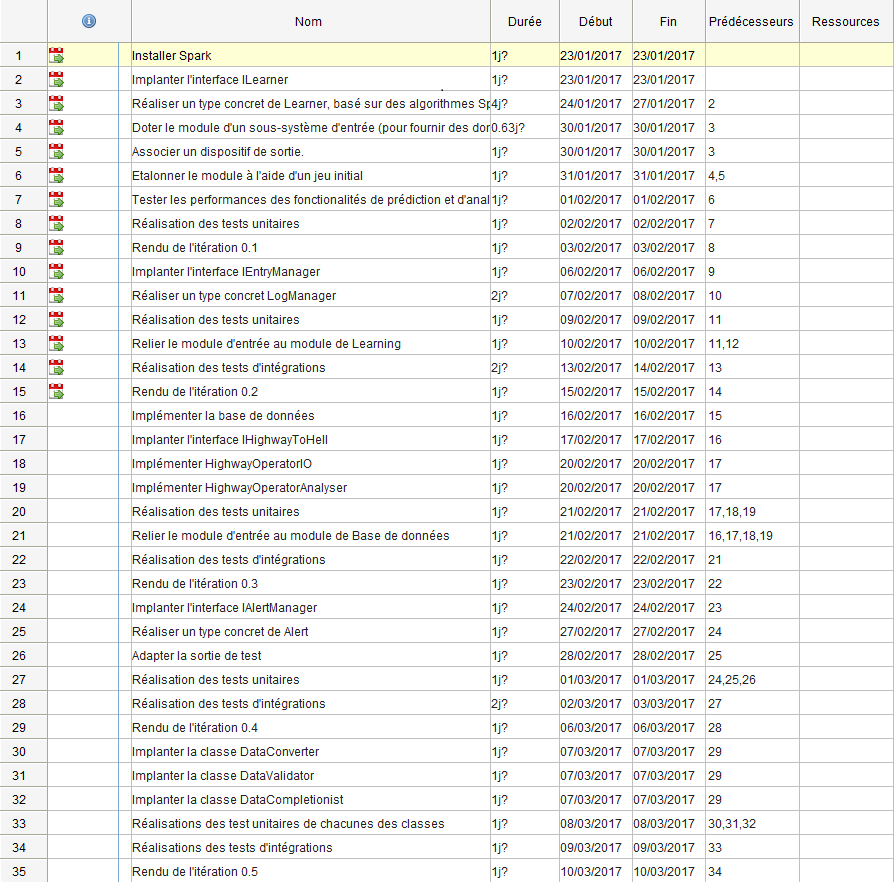 Nom Durée Début Fin Prédécesseurs Ressources
1 Installer Spark 1j? 23/01/2017 23/01/2017
2 Implanter l'interface ILearner 1j? 23/01/2017 23/01/2017
3 Réaliser un type concret de Learner, basé sur des algorithmes Sp 4j? 24/01/2017 27/01/2017 2
4 Doter le module d'un sous-système d'entrée (pour fournir des don 0.63j? 30/01/2017 30/01/2017 3
5 Associer un dispositif de sortie. 1j? 30/01/2017 30/01/2017 3
6 Etalonner le module à l'aide d'un jeu initial 1j? 31/01/2017 31/01/2017 4,5
7 Tester les performances des fonctionalités de prédiction et d'anal 1j? 01/02/2017 01/02/2017 6
8 Réalisation des tests unitaires 1j? 02/02/2017 02/02/2017 7
9 Rendu de l'itération 0.1 1j? 03/02/2017 03/02/2017 8
10 Implanter l'interface IEntryManager 1j? 06/02/2017 06/02/2017 9
11 Réaliser un type concret LogManager 2j? 07/02/2017 08/02/2017 10
12 Réalisation des tests unitaires 1j? 09/02/2017 09/02/2017 11
13 Relier le module d'entrée au module de Learning 1j? 10/02/2017 10/02/2017 11,12
14 Réalisation des tests d'intégrations 2j? 13/02/2017 14/02/2017 13
15 Rendu de l'itération 0.2 1j? 15/02/2017 15/02/2017 14
16 Implémenter la base de données 1j? 16/02/2017 16/02/2017 15
17 Implanter l'interface IHighwayToHell 1j? 17/02/2017 17/02/2017 16
18 Implémenter HighwayOperatorIO 1j? 20/02/2017 20/02/2017 17
19 Implémenter HighwayOperatorAnalyser 1j? 20/02/2017 20/02/2017 17
20 Réalisation des tests unitaires 1j? 21/02/2017 21/02/2017 17,18,19
21 Relier le module d'entrée au module de Base de données 1j? 21/02/2017 21/02/2017 16,17,18,19
22 Réalisation des tests d'intégrations 1j? 22/02/2017 22/02/2017 21
23 Rendu de l'itération 0.3 1j? 23/02/2017 23/02/2017 22
24 Implanter l'interface IAlertManager 1j? 24/02/2017 24/02/2017 23
25 Réaliser un type concret de Alert 1j? 27/02/2017 27/02/2017 24
26 Adapter la sortie de test 1j? 28/02/2017 28/02/2017 25
27 Réalisation des tests unitaires 1j? 01/03/2017 01/03/2017 24,25,26
28 Réalisation des tests d'intégrations 2j? 02/03/2017 03/03/2017 27
29 Rendu de l'itération 0.4 1j? 06/03/2017 06/03/2017 28
30 Implanter la classe DataConverter 1j? 07/03/2017 07/03/2017 29
31 Implanter la classe DataValidator 1j? 07/03/2017 07/03/2017 29
32 Implanter la classe DataCompletionist 1j? 07/03/2017 07/03/2017 29
33 Réalisations des test unitaires de chacunes des classes 1j? 08/03/2017 08/03/2017 30,31,32
34 Réalisations des tests d'intégrations 1j? 09/03/2017 09/03/2017 33
35 Rendu de l'itération 0.5 1j? 10/03/2017 10/03/2017 34